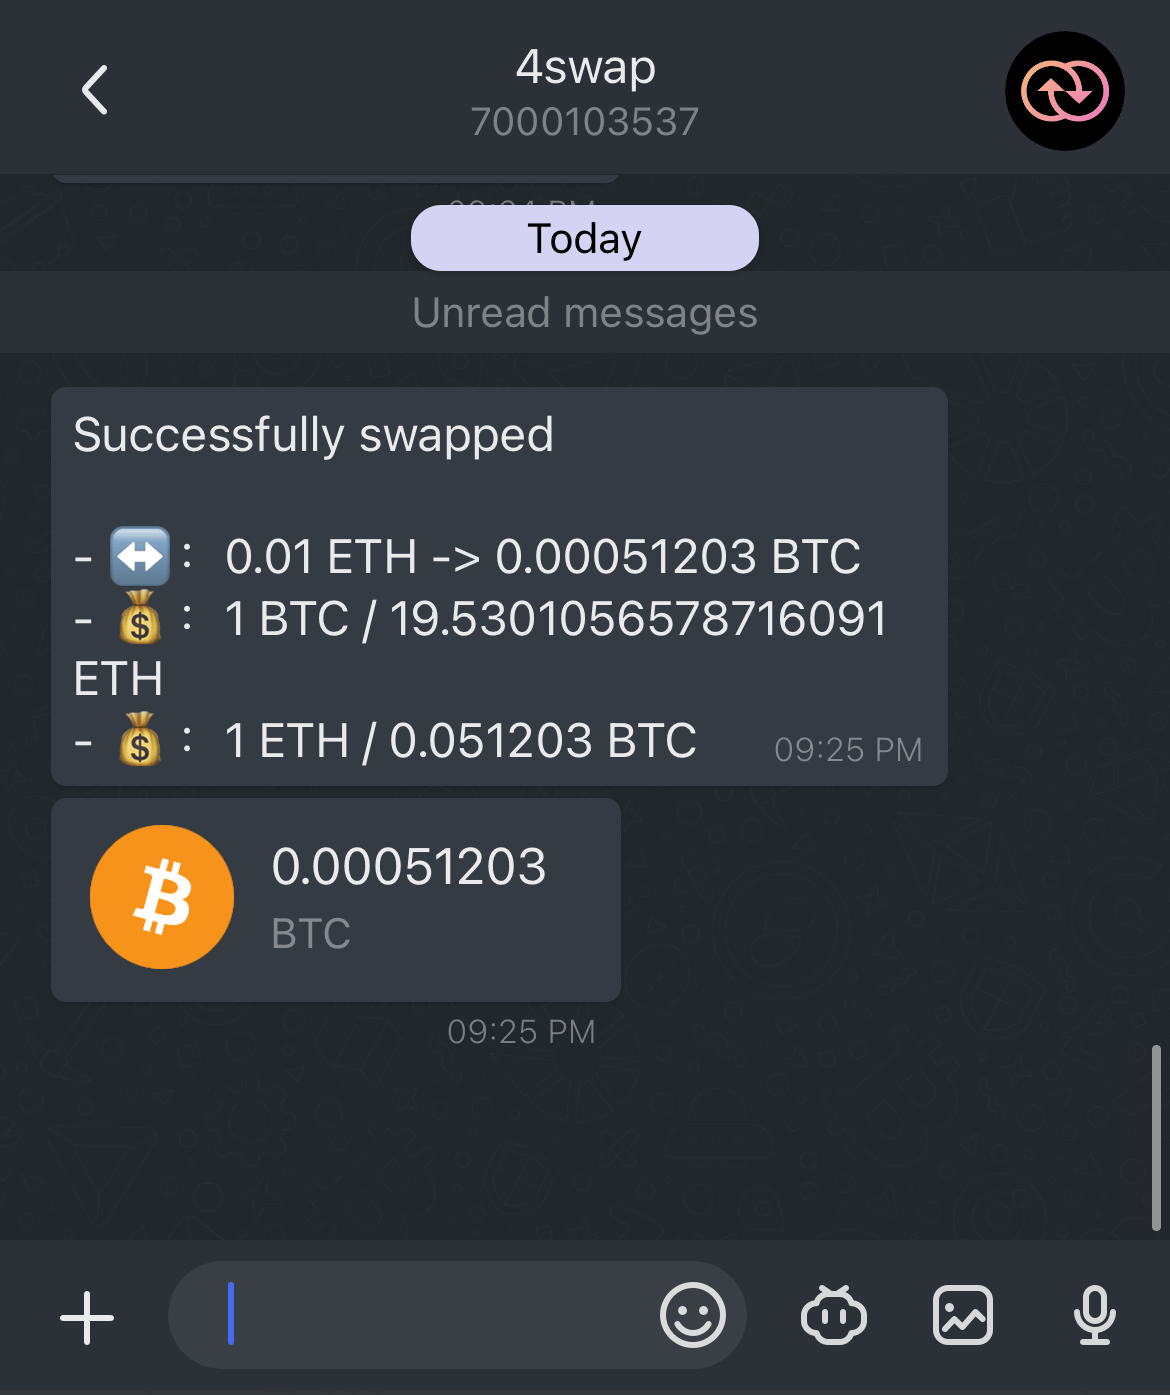 4swap
7000103537
Today
Unread messages
Successfully swapped
- ↔️ : 0.01 ETH -> 0.00051203 BTC
- 💰 : 1 BTC / 19.5301056578716091
ETH
- 💰 : 1 ETH / 0.051203 BTC
09:25 PM
0.00051203
BTC
09:25 PM